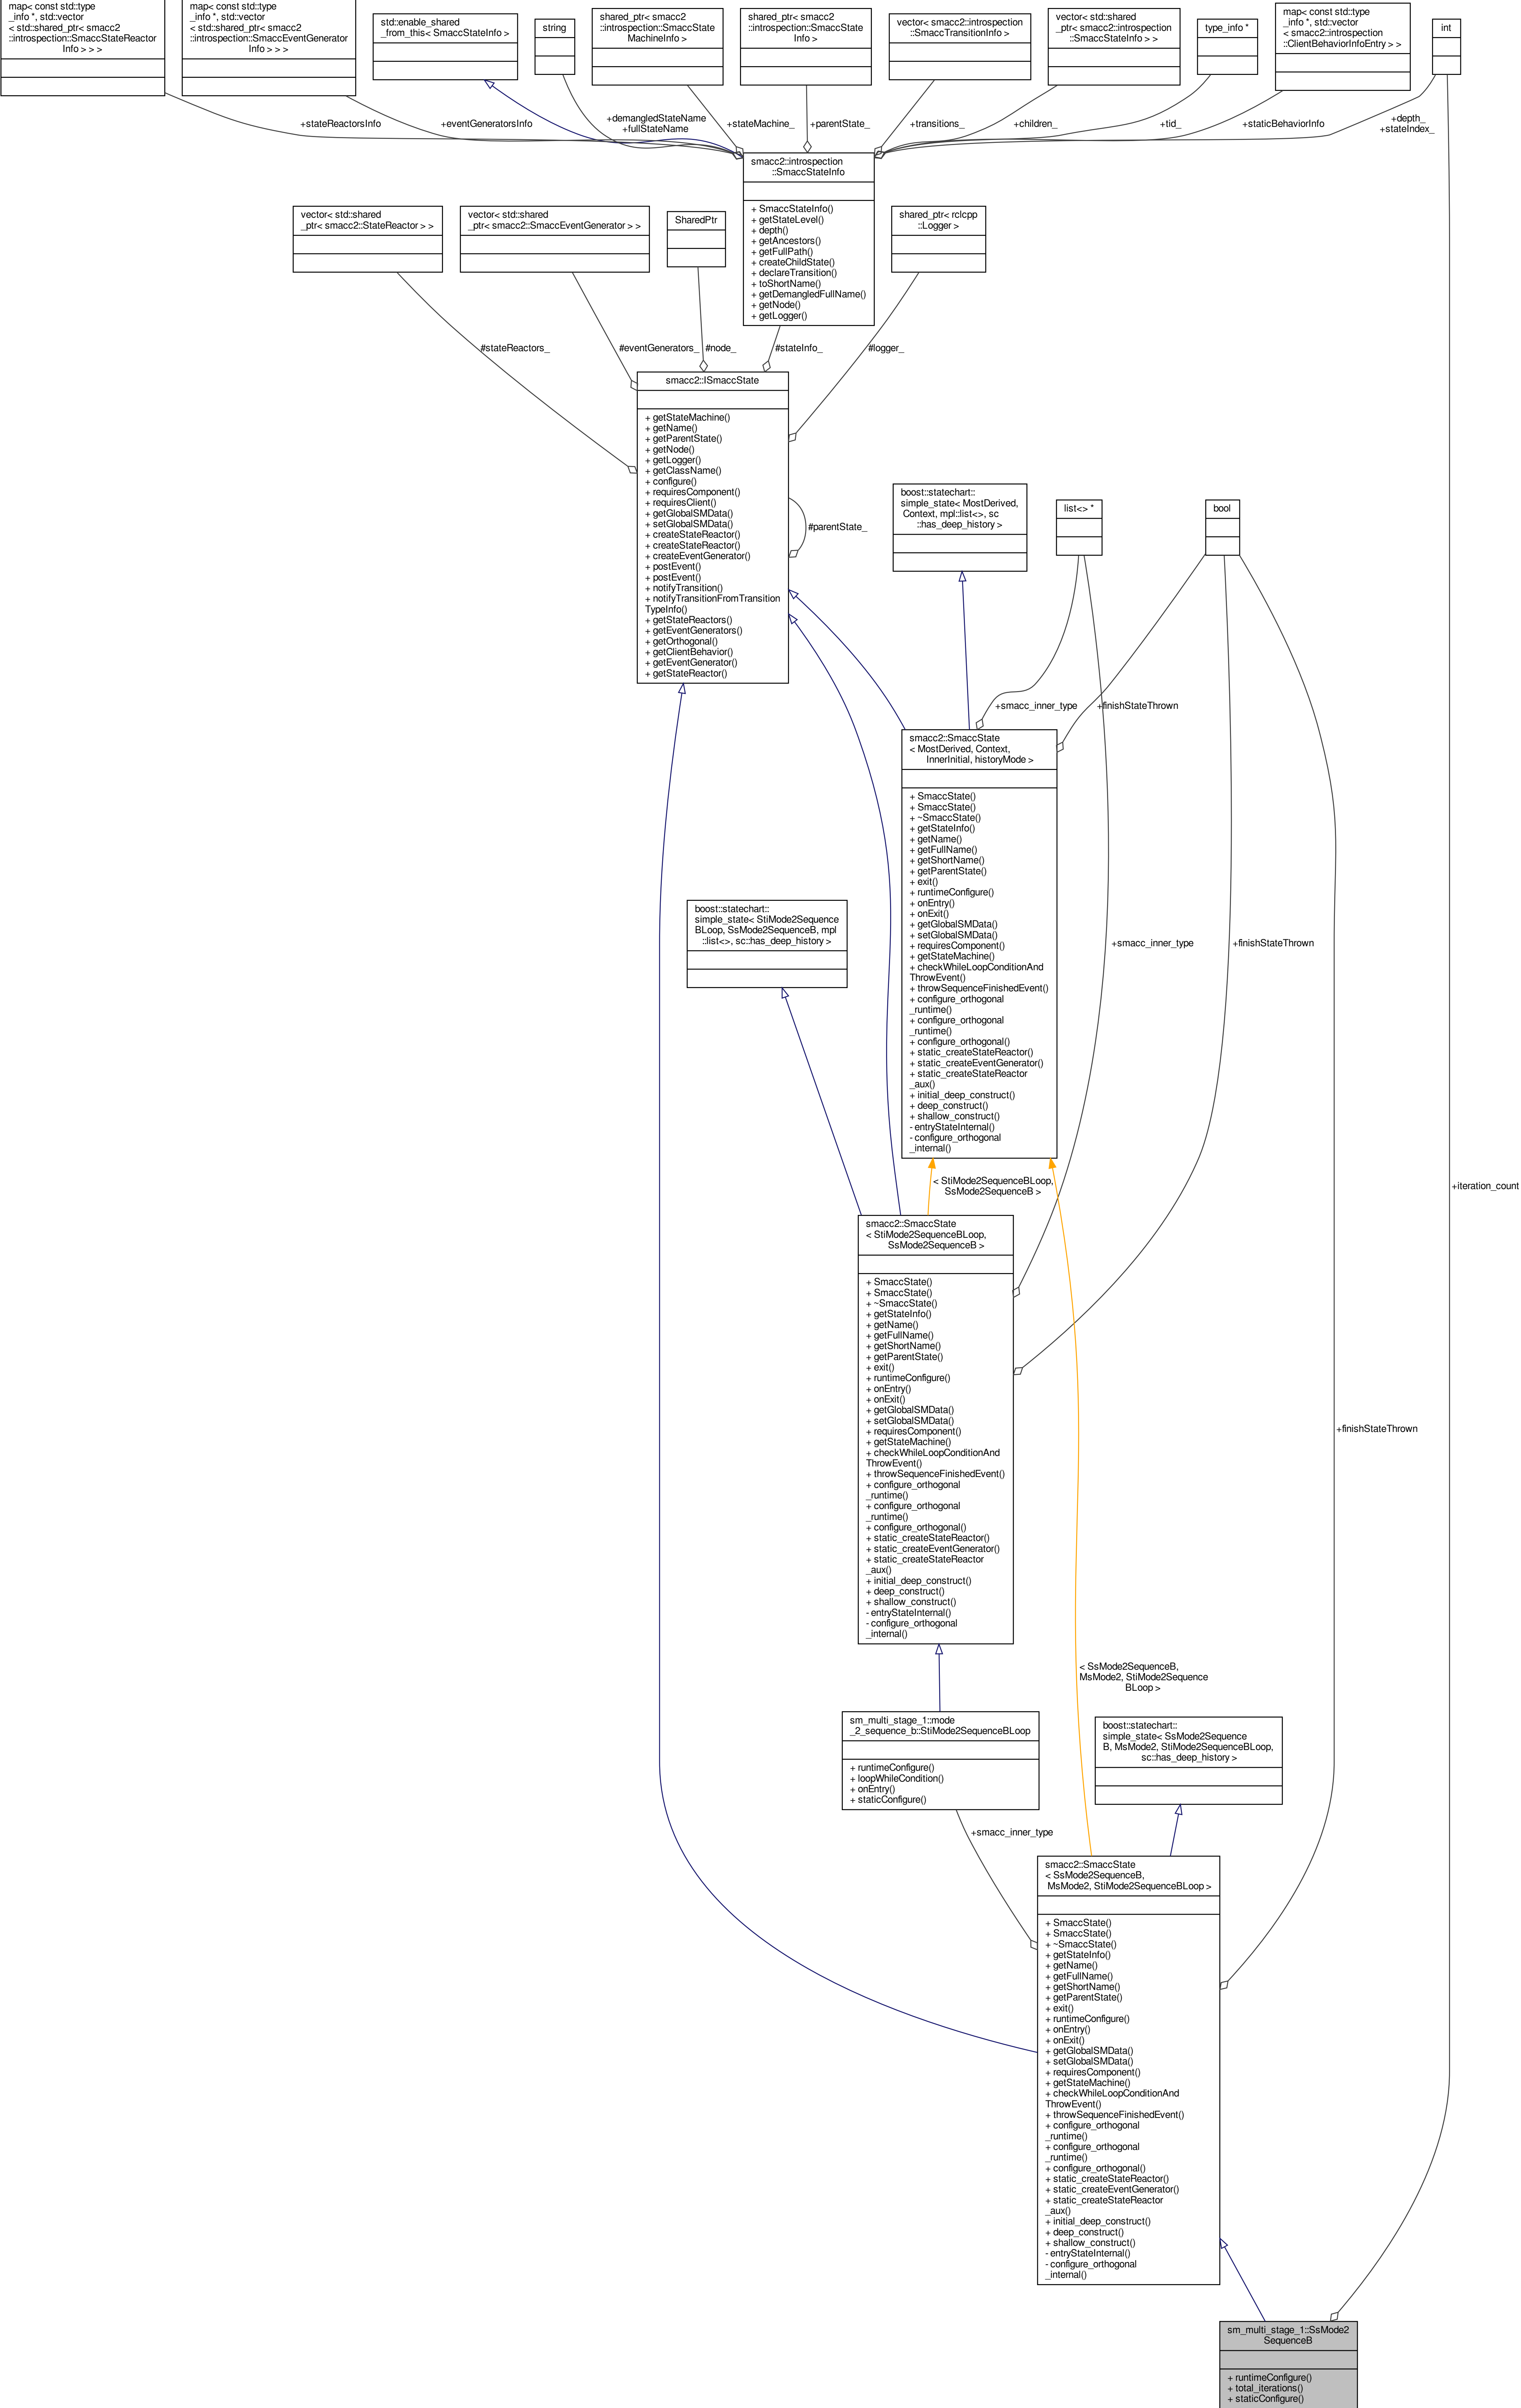 map< const std::type
_info *, std::vector
< std::shared_ptr< smacc2
::introspection::SmaccStateReactor
Info > > >
map< const std::type
_info *, std::vector
< std::shared_ptr< smacc2
::introspection::SmaccEventGenerator
Info > > >
std::enable_shared
_from_this< SmaccStateInfo >
string
shared_ptr< smacc2
::introspection::SmaccState
MachineInfo >
shared_ptr< smacc2
::introspection::SmaccState
Info >
vector< smacc2::introspection
::SmaccTransitionInfo >
vector< std::shared
_ptr< smacc2::introspection
::SmaccStateInfo > >
type_info *
map< const std::type
_info *, std::vector
< smacc2::introspection
::ClientBehaviorInfoEntry > >
int
+stateReactorsInfo
+eventGeneratorsInfo
+demangledStateName
+fullStateName
+stateMachine_
+parentState_
+transitions_
+children_
+tid_
+staticBehaviorInfo
+depth_
+stateIndex_
smacc2::introspection
::SmaccStateInfo
+ SmaccStateInfo()
+ getStateLevel()
+ depth()
+ getAncestors()
+ getFullPath()
+ createChildState()
+ declareTransition()
+ toShortName()
+ getDemangledFullName()
+ getNode()
+ getLogger()
vector< std::shared
_ptr< smacc2::StateReactor > >
vector< std::shared
_ptr< smacc2::SmaccEventGenerator > >
SharedPtr
shared_ptr< rclcpp
::Logger >
#stateReactors_
#eventGenerators_
#node_
#stateInfo_
#logger_
smacc2::ISmaccState
+ getStateMachine()
+ getName()
+ getParentState()
+ getNode()
+ getLogger()
+ getClassName()
+ configure()
+ requiresComponent()
+ requiresClient()
+ getGlobalSMData()
+ setGlobalSMData()
+ createStateReactor()
+ createStateReactor()
+ createEventGenerator()
+ postEvent()
+ postEvent()
+ notifyTransition()
+ notifyTransitionFromTransition
TypeInfo()
+ getStateReactors()
+ getEventGenerators()
+ getOrthogonal()
+ getClientBehavior()
+ getEventGenerator()
+ getStateReactor()
#parentState_
boost::statechart::
simple_state< MostDerived,
Context, mpl::list<>, sc
::has_deep_history >
list<> *
bool
+smacc_inner_type
+finishStateThrown
smacc2::SmaccState
< MostDerived, Context,
InnerInitial, historyMode >
+ SmaccState()
+ SmaccState()
+ ~SmaccState()
+ getStateInfo()
+ getName()
+ getFullName()
+ getShortName()
+ getParentState()
+ exit()
+ runtimeConfigure()
+ onEntry()
+ onExit()
+ getGlobalSMData()
+ setGlobalSMData()
+ requiresComponent()
+ getStateMachine()
+ checkWhileLoopConditionAnd
ThrowEvent()
+ throwSequenceFinishedEvent()
+ configure_orthogonal
_runtime()
+ configure_orthogonal
_runtime()
+ configure_orthogonal()
+ static_createStateReactor()
+ static_createEventGenerator()
+ static_createStateReactor
_aux()
+ initial_deep_construct()
+ deep_construct()
+ shallow_construct()
- entryStateInternal()
- configure_orthogonal
_internal()
boost::statechart::
simple_state< StiMode2Sequence
BLoop, SsMode2SequenceB, mpl
::list<>, sc::has_deep_history >
+smacc_inner_type
+finishStateThrown
< StiMode2SequenceBLoop,
SsMode2SequenceB >
+iteration_count
smacc2::SmaccState
< StiMode2SequenceBLoop,
SsMode2SequenceB >
+ SmaccState()
+ SmaccState()
+ ~SmaccState()
+ getStateInfo()
+ getName()
+ getFullName()
+ getShortName()
+ getParentState()
+ exit()
+ runtimeConfigure()
+ onEntry()
+ onExit()
+ getGlobalSMData()
+ setGlobalSMData()
+ requiresComponent()
+ getStateMachine()
+ checkWhileLoopConditionAnd
ThrowEvent()
+ throwSequenceFinishedEvent()
+ configure_orthogonal
_runtime()
+ configure_orthogonal
_runtime()
+ configure_orthogonal()
+ static_createStateReactor()
+ static_createEventGenerator()
+ static_createStateReactor
_aux()
+ initial_deep_construct()
+ deep_construct()
+ shallow_construct()
- entryStateInternal()
- configure_orthogonal
_internal()
+finishStateThrown
< SsMode2SequenceB,
MsMode2, StiMode2Sequence
BLoop >
sm_multi_stage_1::mode
_2_sequence_b::StiMode2SequenceBLoop
+ runtimeConfigure()
+ loopWhileCondition()
+ onEntry()
+ staticConfigure()
boost::statechart::
simple_state< SsMode2Sequence
B, MsMode2, StiMode2SequenceBLoop,
sc::has_deep_history >
+smacc_inner_type
smacc2::SmaccState
< SsMode2SequenceB,
MsMode2, StiMode2SequenceBLoop >
+ SmaccState()
+ SmaccState()
+ ~SmaccState()
+ getStateInfo()
+ getName()
+ getFullName()
+ getShortName()
+ getParentState()
+ exit()
+ runtimeConfigure()
+ onEntry()
+ onExit()
+ getGlobalSMData()
+ setGlobalSMData()
+ requiresComponent()
+ getStateMachine()
+ checkWhileLoopConditionAnd
ThrowEvent()
+ throwSequenceFinishedEvent()
+ configure_orthogonal
_runtime()
+ configure_orthogonal
_runtime()
+ configure_orthogonal()
+ static_createStateReactor()
+ static_createEventGenerator()
+ static_createStateReactor
_aux()
+ initial_deep_construct()
+ deep_construct()
+ shallow_construct()
- entryStateInternal()
- configure_orthogonal
_internal()
sm_multi_stage_1::SsMode2
SequenceB
+ runtimeConfigure()
+ total_iterations()
+ staticConfigure()